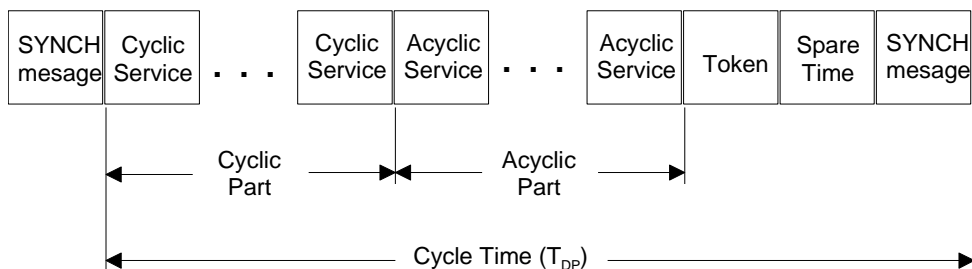 SYNCH
mesage
Cyclic
Service
. . .
Cyclic
Service
Acyclic
Service
. . .
Acyclic
Service
Token
Spare
Time
SYNCH
mesage
Cyclic
Part
Acyclic
Part
Cycle Time (T_DP)